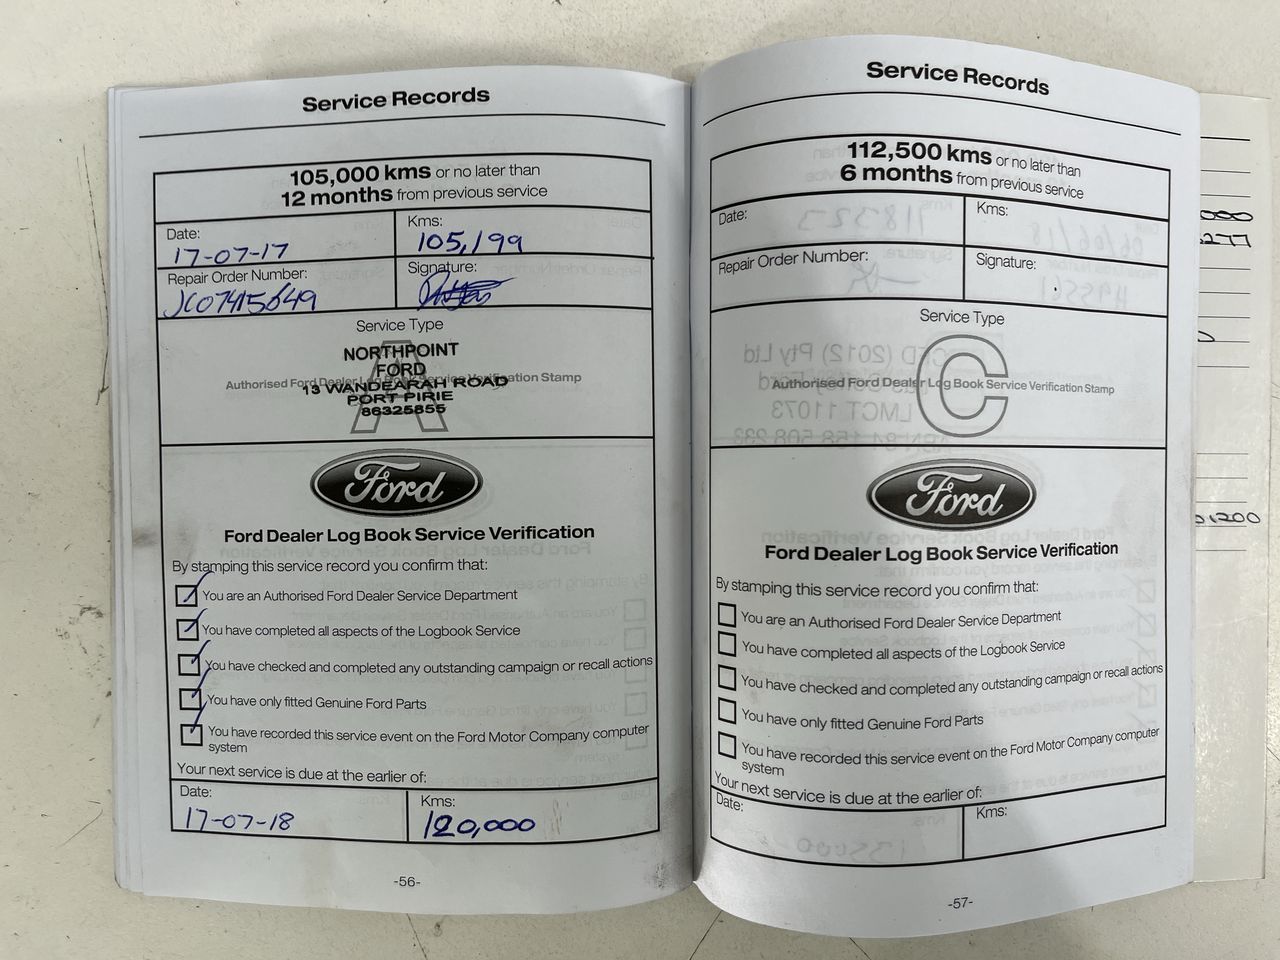 Service Records
105,000 kms or no later than
12 months from previous service
Date:
17-07-17
Kms:
105,199
Repair Order Number:
JC07415649
Signature:
Service Type
A
Authorised Ford Dealer Log Book Service Verification Stamp
NORTHPOINT
FORD
13 WANDEARAH ROAD
PORT PIRIE
86325855
Ford
Ford Dealer Log Book Service Verification
By stamping this service record you confirm that:
You are an Authorised Ford Dealer Service Department
You have completed all aspects of the Logbook Service
You have checked and completed any outstanding campaign or recall actions
You have only fitted Genuine Ford Parts
You have recorded this service event on the Ford Motor Company computer
system
Your next service is due at the earlier of:
Date:
17-07-18
Kms:
120,000
-56-
Service Records
112,500 kms or no later than
6 months from previous service
Date:
Kms:
Repair Order Number:
Signature:
Service Type
C
Authorised Ford Dealer Log Book Service Verification Stamp
Ford
Ford Dealer Log Book Service Verification
By stamping this service record you confirm that:
You are an Authorised Ford Dealer Service Department
You have completed all aspects of the Logbook Service
You have checked and completed any outstanding campaign or recall actions
You have only fitted Genuine Ford Parts
You have recorded this service event on the Ford Motor Company computer
system
Your next service is due at the earlier of:
Date:
Kms:
-57-